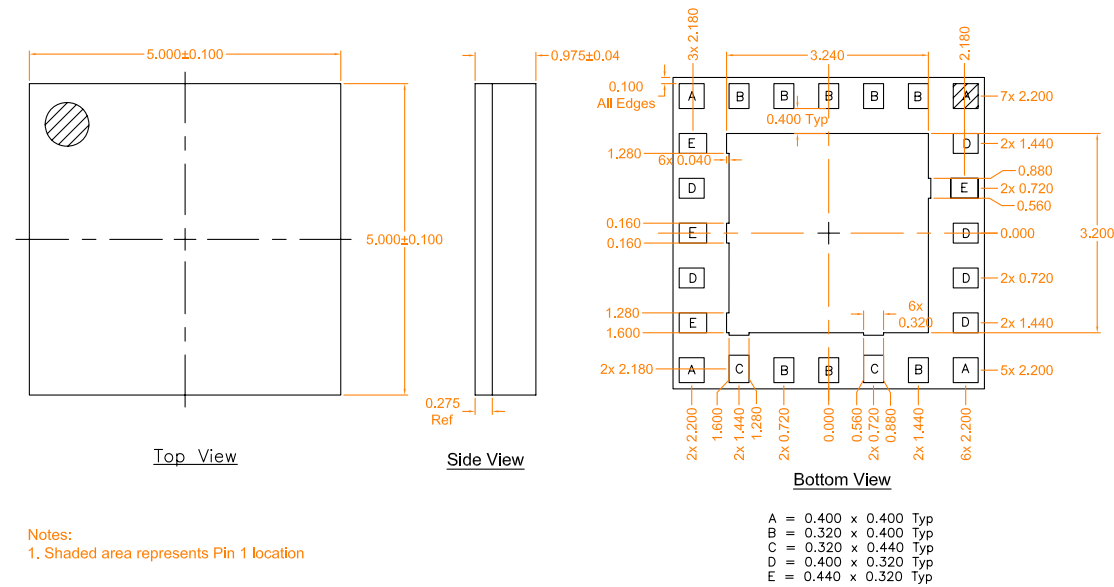 5.000±0.100
5.000±0.100
Top View
0.975±0.04
0.275
Ref
Side View
3x 2.180
3.240
2.180
0.100
All Edges
A
B
B
B
B
B
A
7x 2.200
0.400 Typ
E
D
2x 1.440
1.280
6x 0.040
0.880
D
E
2x 0.720
0.560
0.160
E
D
0.000
3.200
0.160
D
D
2x 0.720
1.280
6x
0.320
E
D
2x 1.440
1.600
2x 2.180
A
C
B
B
C
B
A
5x 2.200
2x 2.200
1.600
2x 1.440
1.280
2x 0.720
0.000
0.560
2x 0.720
0.880
2x 1.440
6x 2.200
Bottom View
A = 0.400 x 0.400 Typ
B = 0.320 x 0.400 Typ
C = 0.320 x 0.440 Typ
D = 0.400 x 0.320 Typ
E = 0.440 x 0.320 Typ
Notes:
1. Shaded area represents Pin 1 location